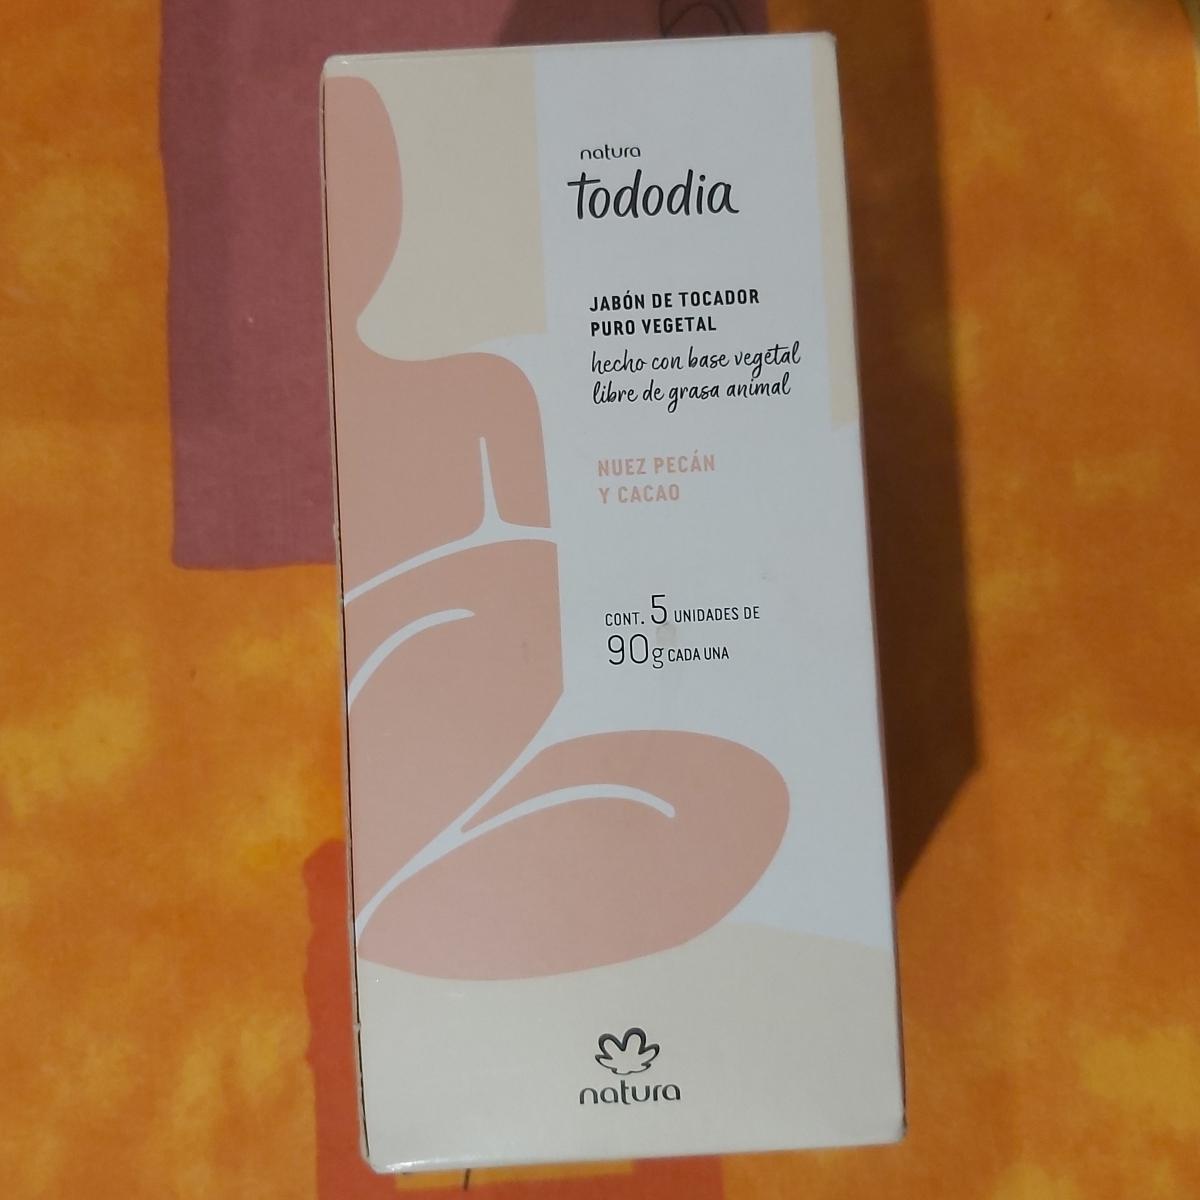 natura
Tododia
JABÓN DE TOCADOR
PURO VEGETAL
hecho con base vegetal
libre de grasa animal
NUEZ PECÁN
Y CACAO
CONT. 5 UNIDADES DE
90g CADA UNA
natura